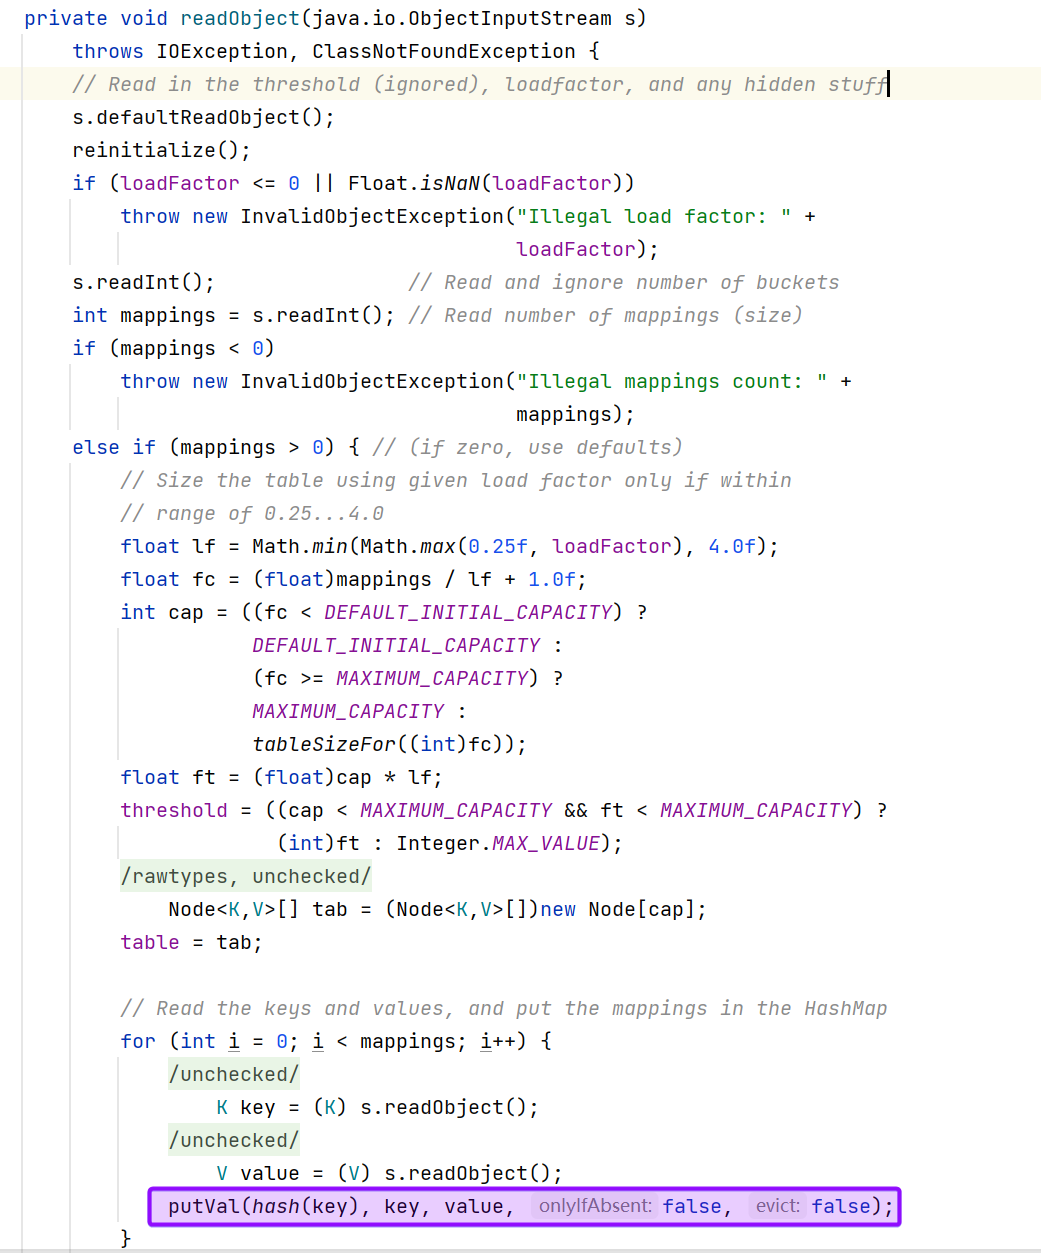 private void readObject(java.io.ObjectInputStream s)
throws IOException, ClassNotFoundException {
// Read in the threshold (ignored), loadfactor, and any hidden stuff
s.defaultReadObject();
reinitialize();
if (loadFactor <= 0 || Float.isNaN(loadFactor))
throw new InvalidObjectException("Illegal load factor: " +
loadFactor);
s.readInt(); // Read and ignore number of buckets
int mappings = s.readInt(); // Read number of mappings (size)
if (mappings < 0)
throw new InvalidObjectException("Illegal mappings count: " +
mappings);
else if (mappings > 0) { // (if zero, use defaults)
// Size the table using given load factor only if within
// range of 0.25...4.0
float lf = Math.min(Math.max(0.25f, loadFactor), 4.0f);
float fc = (float)mappings / lf + 1.0f;
int cap = ((fc < DEFAULT_INITIAL_CAPACITY) ?
DEFAULT_INITIAL_CAPACITY :
(fc >= MAXIMUM_CAPACITY) ?
MAXIMUM_CAPACITY :
tableSizeFor((int)fc));
float ft = (float)cap * lf;
threshold = ((cap < MAXIMUM_CAPACITY && ft < MAXIMUM_CAPACITY) ?
(int)ft : Integer.MAX_VALUE);
/rawtypes, unchecked/
Node<K,V>[] tab = (Node<K,V>[])new Node[cap];
table = tab;
// Read the keys and values, and put the mappings in the HashMap
for (int i = 0; i < mappings; i++) {
/unchecked/
K key = (K) s.readObject();
/unchecked/
V value = (V) s.readObject();
putVal(hash(key), key, value, onlyIfAbsent: false, evict: false);
}